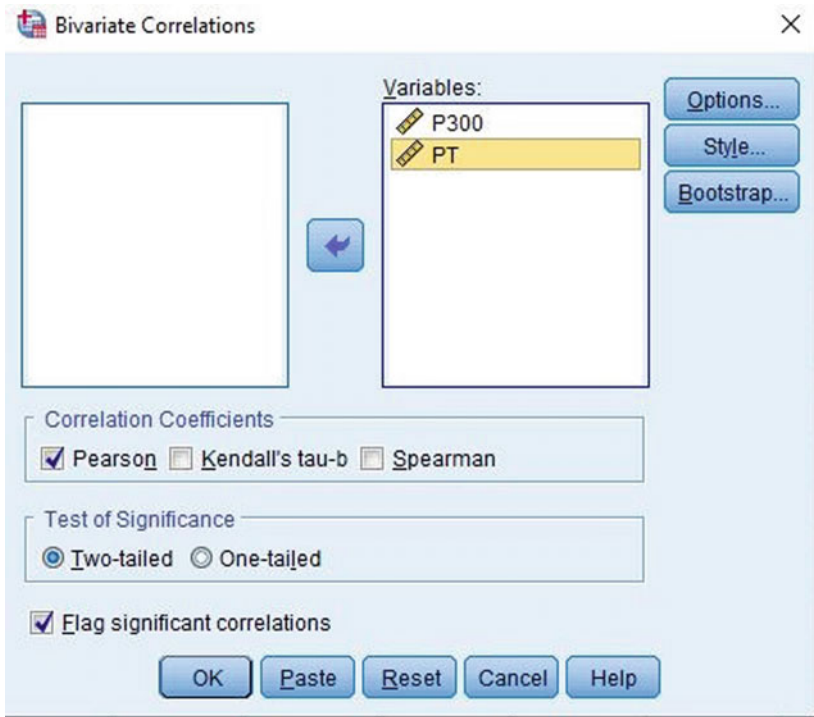 Bivariate Correlations
Variables:
P300
PT
Options...
Style...
Bootstrap...
Correlation Coefficients
Pearson Kendall's tau-b Spearman
Test of Significance
Two-tailed One-tailed
Flag significant correlations
OK Paste Reset Cancel Help